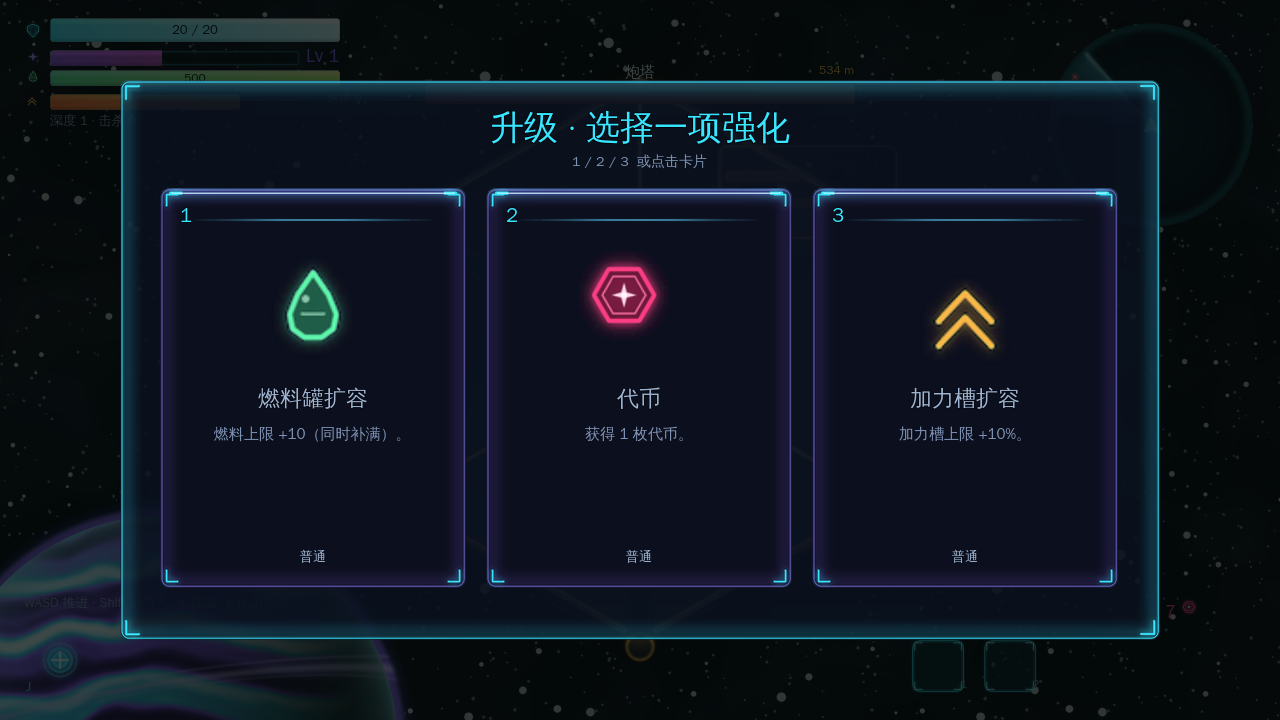 20 / 20
Lv 1
500
炮塔
534 m
深度 1 · 击杀
升级 · 选择一项强化
1 / 2 / 3 或点击卡片
1
2
3
燃料罐扩容
代币
加力槽扩容
燃料上限 +10（同时补满）。
获得 1 枚代币。
加力槽上限 +10%。
普通
普通
普通
WASD 推进 · Shif
7
J